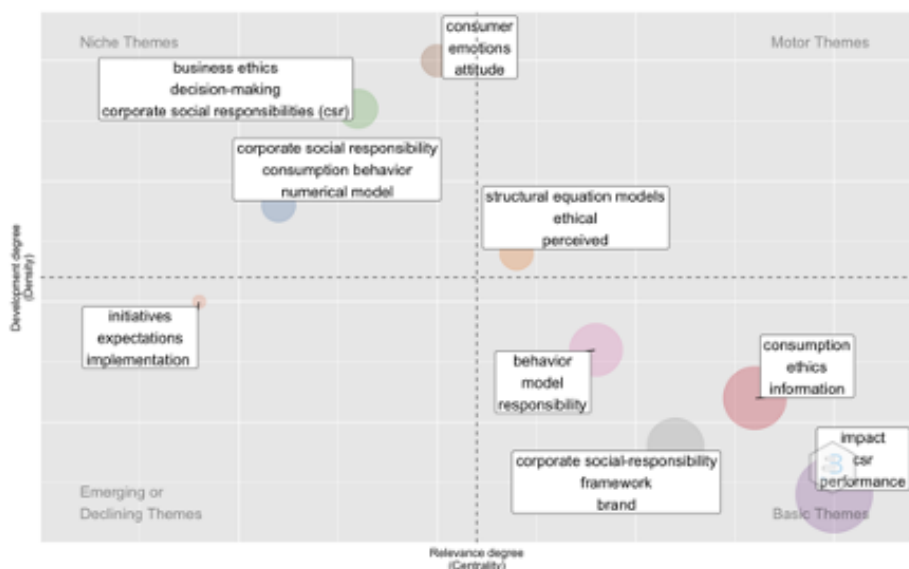 Niche Themes
Motor Themes
consumer
emotions
attitude
business ethics
decision-making
corporate social responsibilities (csr)
corporate social responsibility
consumption behavior
numerical model
structural equation models
ethical
perceived
Development degree
(Density)
initiatives
expectations
implementation
behavior
model
responsibility
consumption
ethics
information
corporate social-responsibility
framework
brand
impact
csr
performance
Emerging or
Declining Themes
Basic Themes
Relevance degree
(Centrality)